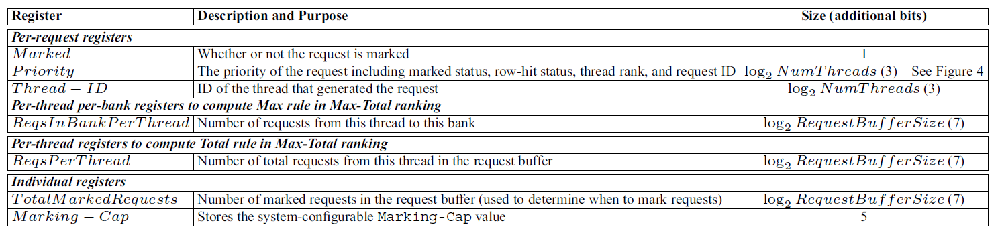 Register Description and Purpose Size (additional bits)
Per-request registers
Marked Whether or not the request is marked 1
Priority The priority of the request including marked status, row-hit status, thread rank, and request ID log₂ NumThreads (3) See Figure 4
Thread − ID ID of the thread that generated the request log₂ NumThreads (3)
Per-thread per-bank registers to compute Max rule in Max-Total ranking
ReqsInBankPerThread Number of requests from this thread to this bank log₂ RequestBufferSize (7)
Per-thread registers to compute Total rule in Max-Total ranking
ReqsPerThread Number of total requests from this thread in the request buffer log₂ RequestBufferSize (7)
Individual registers
TotalMarkedRequests Number of marked requests in the request buffer (used to determine when to mark requests) log₂ RequestBufferSize (7)
Marking − Cap Stores the system-configurable Marking-Cap value 5